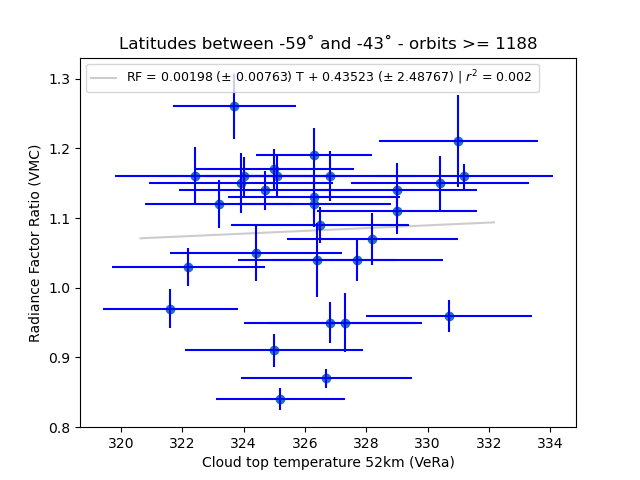 Latitudes between -59˚ and -43˚ - orbits >= 1188
RF = 0.00198 (± 0.00763) T + 0.43523 (± 2.48767) | r² = 0.002
Radiance Factor Ratio (VMC)
1.3
1.2
1.1
1.0
0.9
0.8
320 322 324 326 328 330 332 334
Cloud top temperature 52km (VeRa)